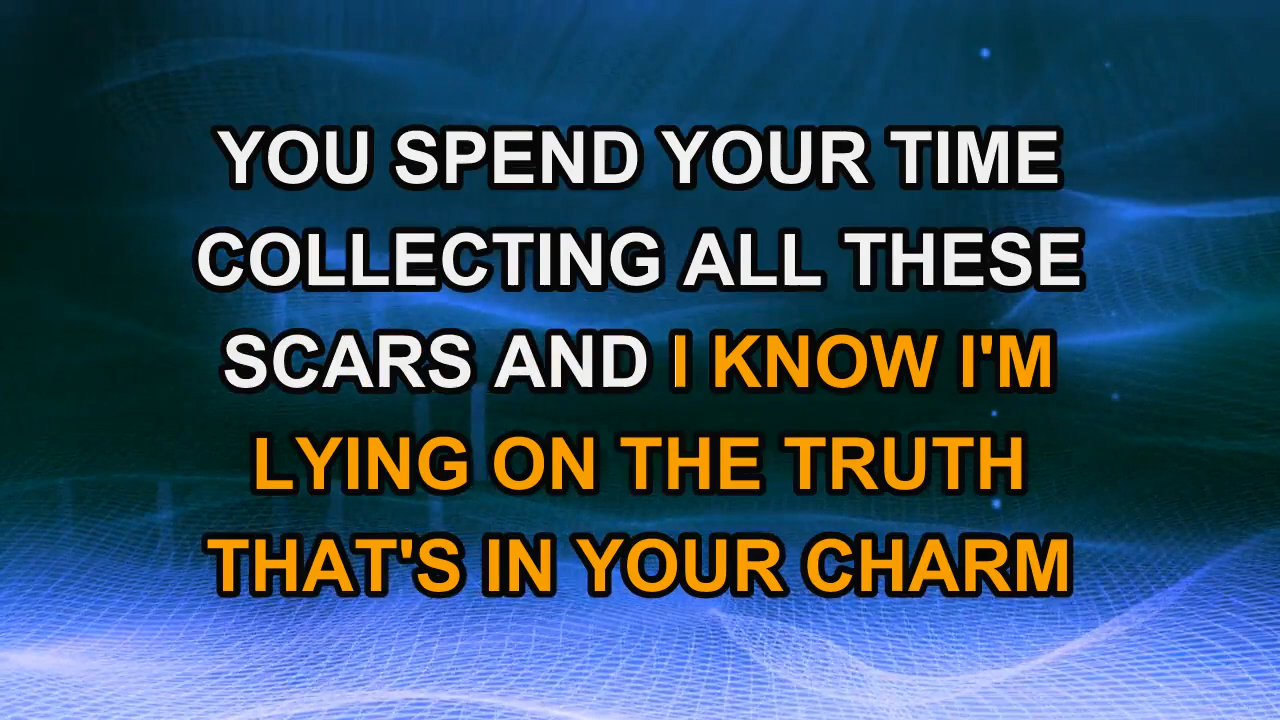 YOU SPEND YOUR TIME
COLLECTING ALL THESE
SCARS AND I KNOW I'M
LYING ON THE TRUTH
THAT'S IN YOUR CHARM